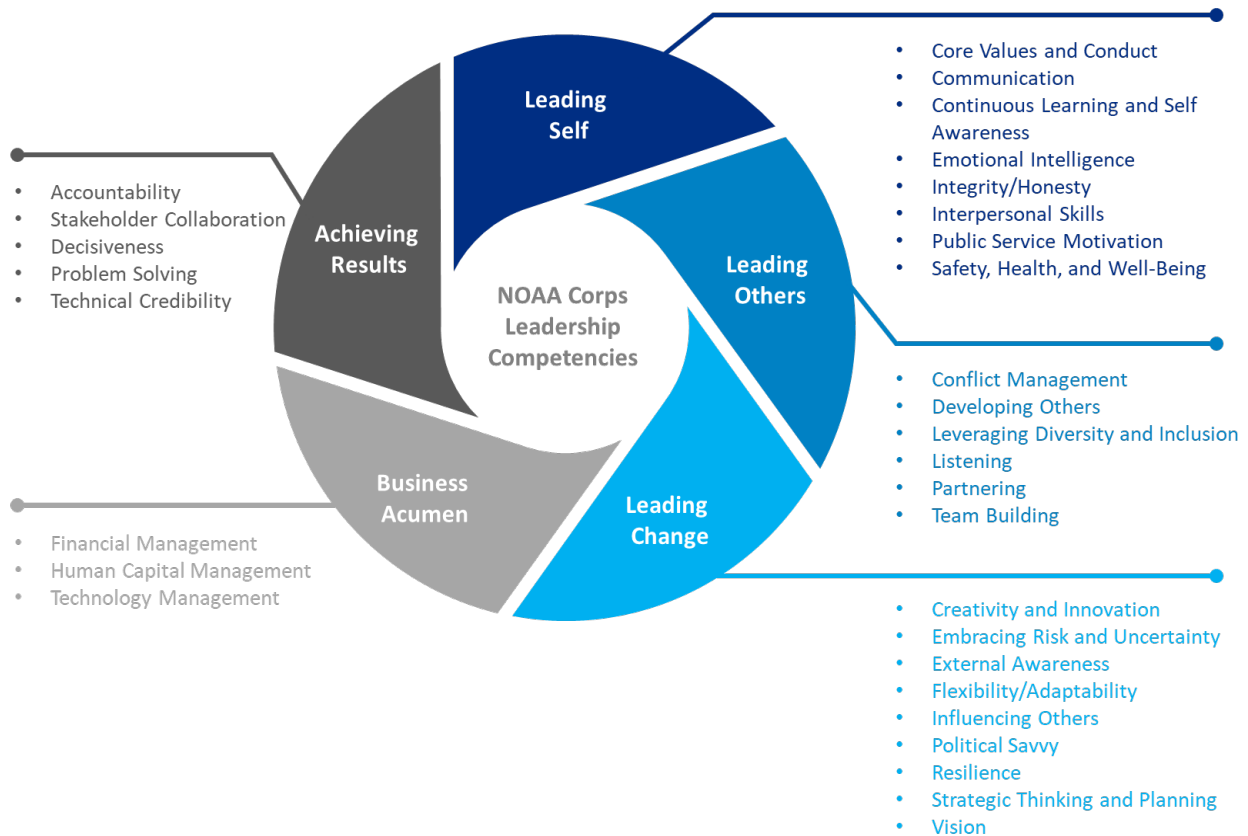 Leading
Self
• Core Values and Conduct
• Communication
• Continuous Learning and Self
Awareness
• Emotional Intelligence
• Integrity/Honesty
• Interpersonal Skills
• Public Service Motivation
• Safety, Health, and Well-Being
Leading
Others
• Conflict Management
• Developing Others
• Leveraging Diversity and Inclusion
• Listening
• Partnering
• Team Building
Leading
Change
• Creativity and Innovation
• Embracing Risk and Uncertainty
• External Awareness
• Flexibility/Adaptability
• Influencing Others
• Political Savvy
• Resilience
• Strategic Thinking and Planning
• Vision
Business
Acumen
• Financial Management
• Human Capital Management
• Technology Management
Achieving
Results
• Accountability
• Stakeholder Collaboration
• Decisiveness
• Problem Solving
• Technical Credibility
NOAA Corps
Leadership
Competencies